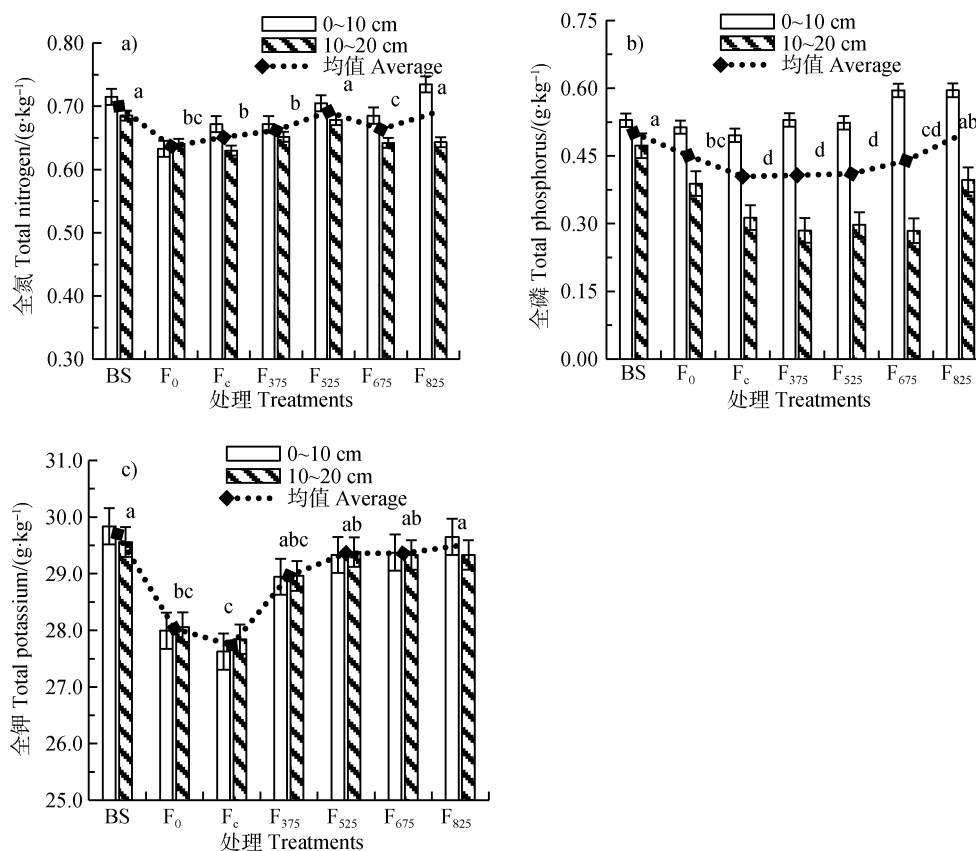 a)
0~10 cm
10~20 cm
均值 Average
全氮 Total nitrogen/(g·kg⁻¹)
0.80
0.70
0.60
0.50
0.40
0.30
a
bc
b
b
a
c
a
BS F₀ F꜀ F₃₇₅ F₅₂₅ F₆₇₅ F₈₂₅
处理 Treatments
b)
0~10 cm
10~20 cm
均值 Average
全磷 Total phosphorus/(g·kg⁻¹)
0.75
0.60
0.45
0.30
0.15
0.00
a
bc
d
d
d
cd
ab
BS F₀ F꜀ F₃₇₅ F₅₂₅ F₆₇₅ F₈₂₅
处理 Treatments
c)
0~10 cm
10~20 cm
均值 Average
全钾 Total potassium/(g·kg⁻¹)
31.0
30.0
29.0
28.0
27.0
26.0
25.0
a
bc
c
abc
ab
ab
a
BS F₀ F꜀ F₃₇₅ F₅₂₅ F₆₇₅ F₈₂₅
处理 Treatments